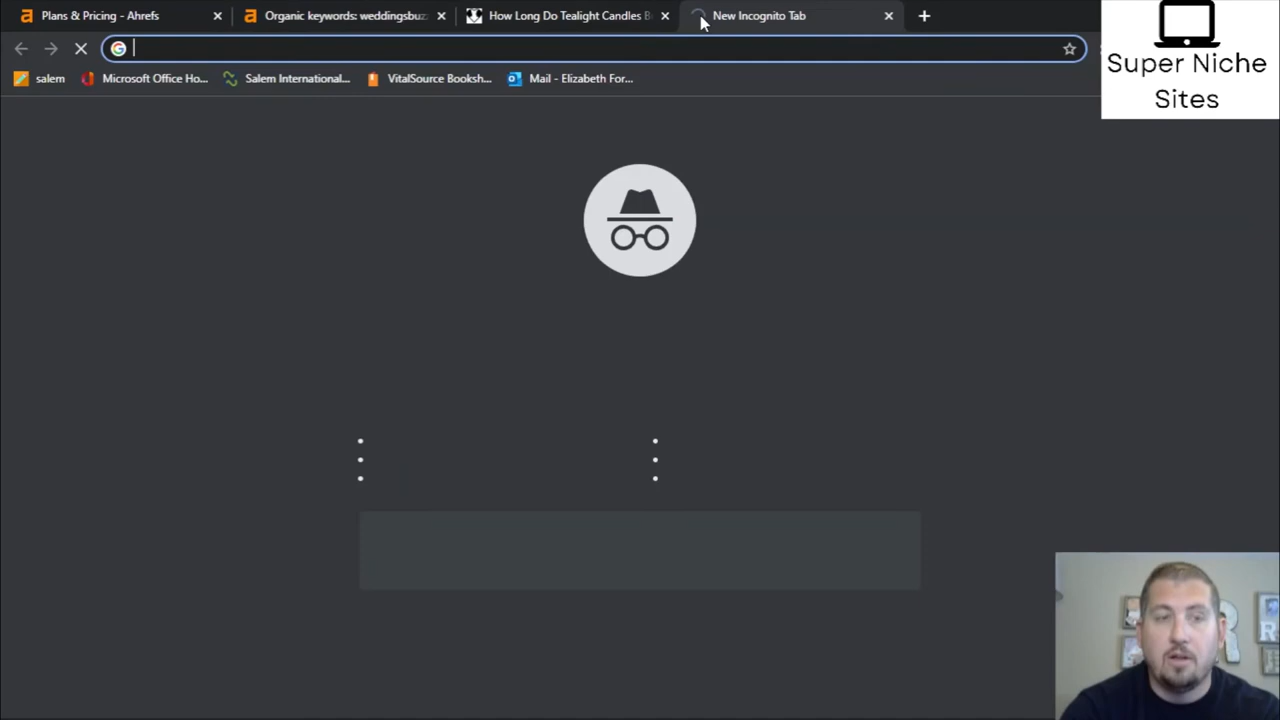 Plans & Pricing - Ahrefs
Organic keywords: weddingsbuz
How Long Do Tealight Candles B
New Incognito Tab
salem
Microsoft Office Ho...
Salem International...
VitalSource Booksh...
Mail - Elizabeth For...
Super Niche
Sites
R
R